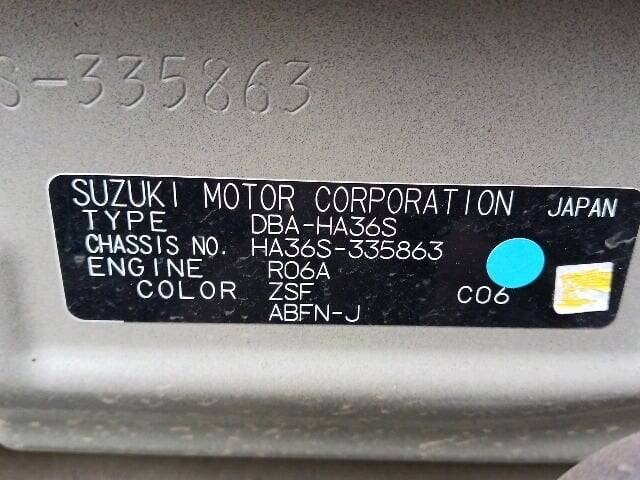 S-335863
SUZUKI MOTOR CORPORATION JAPAN
TYPE DBA-HA36S
CHASSIS NO. HA36S-335863
ENGINE R06A
COLOR ZSF C06
ABFN-J